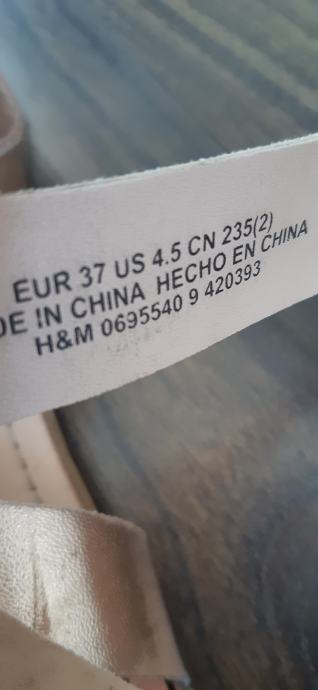 EUR 37 US 4.5 CN 235(2)
DE IN CHINA HECHO EN CHINA
H&M 0695540 9 420393